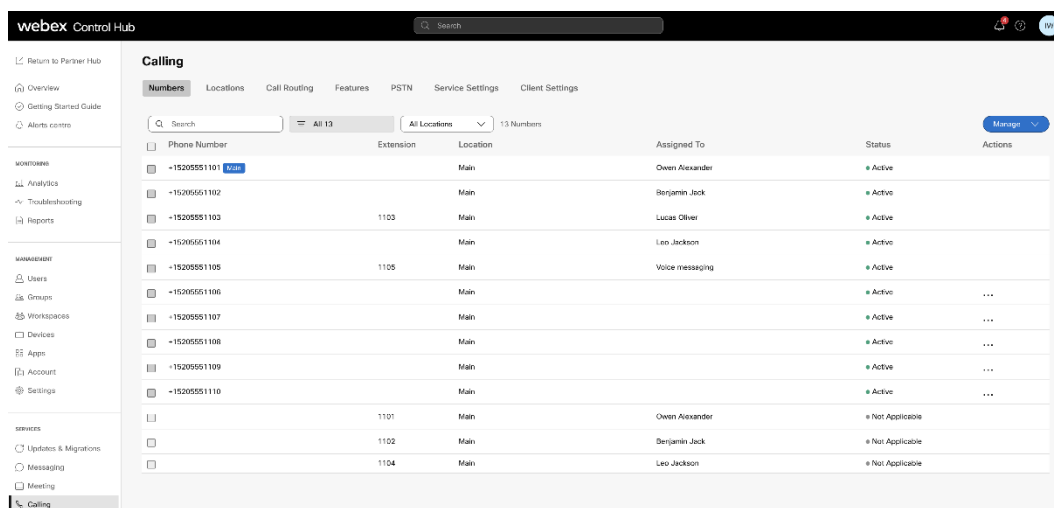 webex Control Hub
Search
4
Return to Partner Hub
Overview
Getting Started Guide
Alerts centre
MONITORING
Analytics
Troubleshooting
Reports
MANAGEMENT
Users
Groups
Workspaces
Devices
Apps
Account
Settings
SERVICES
Updates & Migrations
Messaging
Meeting
Calling
Calling
Numbers Locations Call Routing Features PSTN Service Settings Client Settings
Search All 13 All Locations 13 Numbers Manage
Phone Number Extension Location Assigned To Status Actions
+15205551101 Main Main Owen Alexander Active
+15205551102 Main Benjamin Jack Active
+15205551103 1103 Main Lucas Oliver Active
+15205551104 Main Leo Jackson Active
+15205551105 1105 Main Voice messaging Active
+15205551106 Main Active ...
+15205551107 Main Active ...
+15205551108 Main Active ...
+15205551109 Main Active ...
+15205551110 Main Active ...
1101 Main Owen Alexander Not Applicable
1102 Main Benjamin Jack Not Applicable
1104 Main Leo Jackson Not Applicable